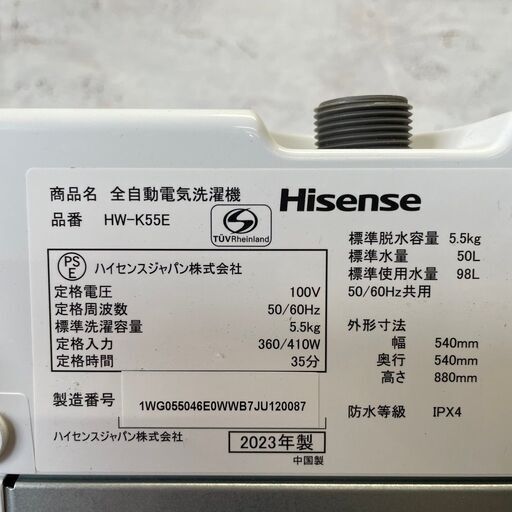 商品名 全自動電気洗濯機
品番 HW-K55E
TÜVRheinland
Hisense
PS
E
ハイセンスジャパン株式会社
定格電圧 100V
定格周波数 50/60Hz
標準洗濯容量 5.5kg
定格入力 360/410W
定格時間 35分
標準脱水容量 5.5kg
標準水量 50L
標準使用水量 98L
50/60Hz共用
外形寸法
幅 540mm
奥行 540mm
高さ 880mm
防水等級 IPX4
製造番号 1WG055046E0WWB7JU120087
ハイセンスジャパン株式会社
2023年製
中国製